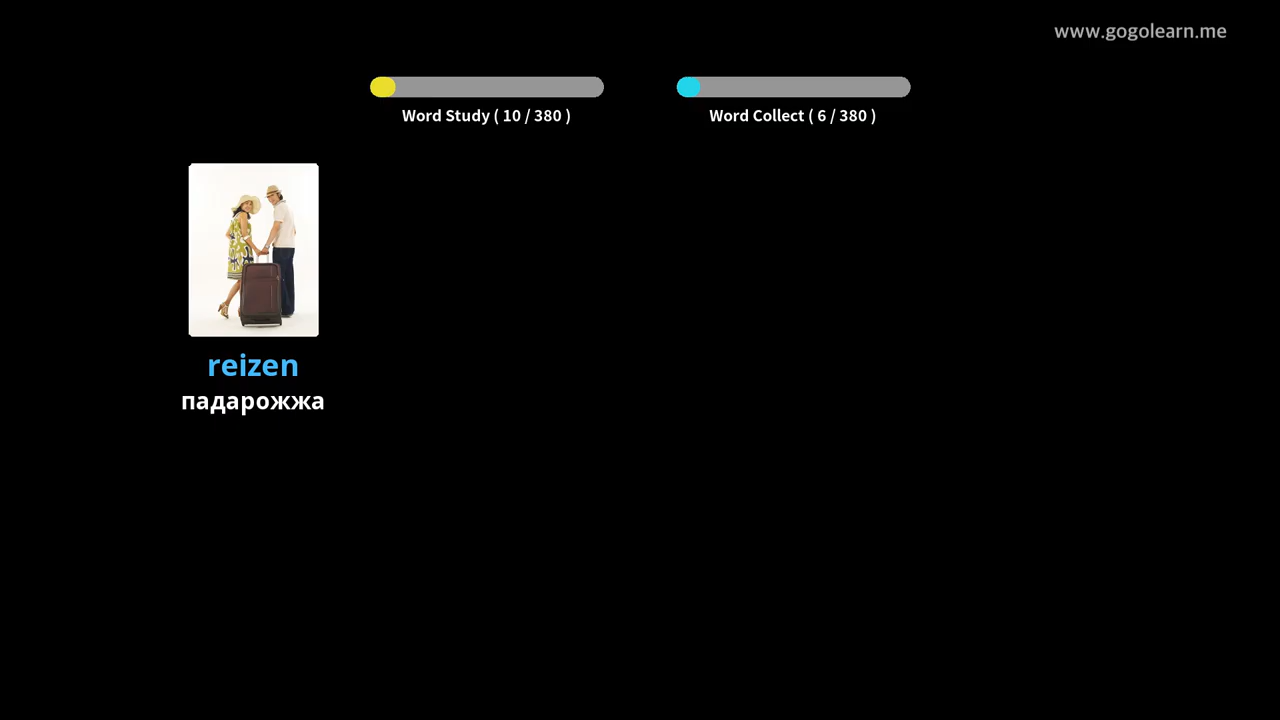 www.gogolearn.me
Word Study ( 10 / 380 )
Word Collect ( 6 / 380 )
reizen
падарожжа